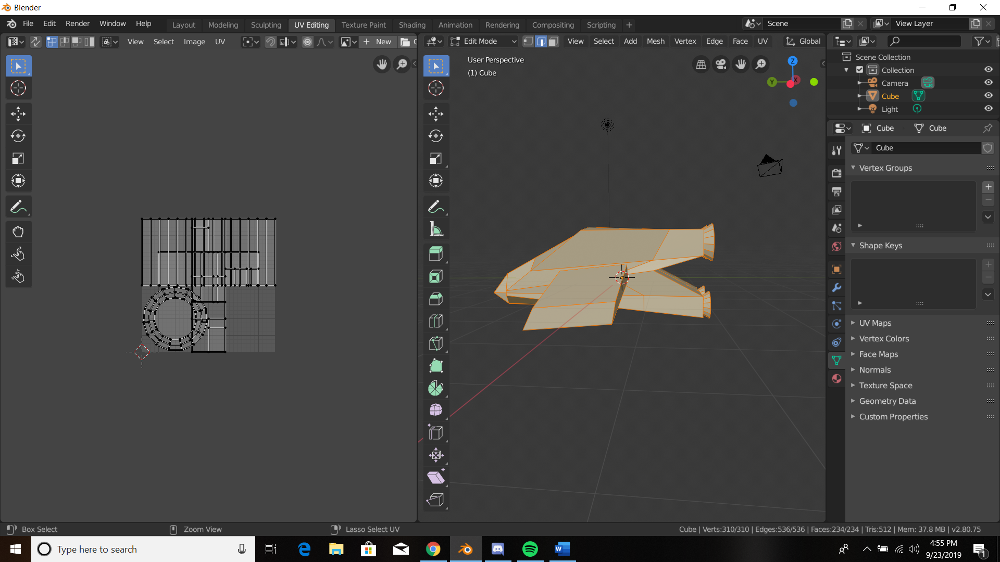 Blender
File Edit Render Window Help Layout Modeling Sculpting UV Editing Texture Paint Shading Animation Rendering Compositing Scripting + Scene View Layer
View Select Image UV + New
Edit Mode View Select Add Mesh Vertex Edge Face UV Global
User Perspective
(1) Cube
Z
Y X
Scene Collection
Collection
Camera
Cube
Light
Cube Cube
Cube
Vertex Groups
Shape Keys
UV Maps
Vertex Colors
Face Maps
Normals
Texture Space
Geometry Data
Custom Properties
Box Select Zoom View Lasso Select UV Cube | Verts:310/310 | Edges:536/536 | Faces:234/234 | Tris:512 | Mem: 37.8 MB | v2.80.75
Type here to search
4:55 PM
9/23/2019
1